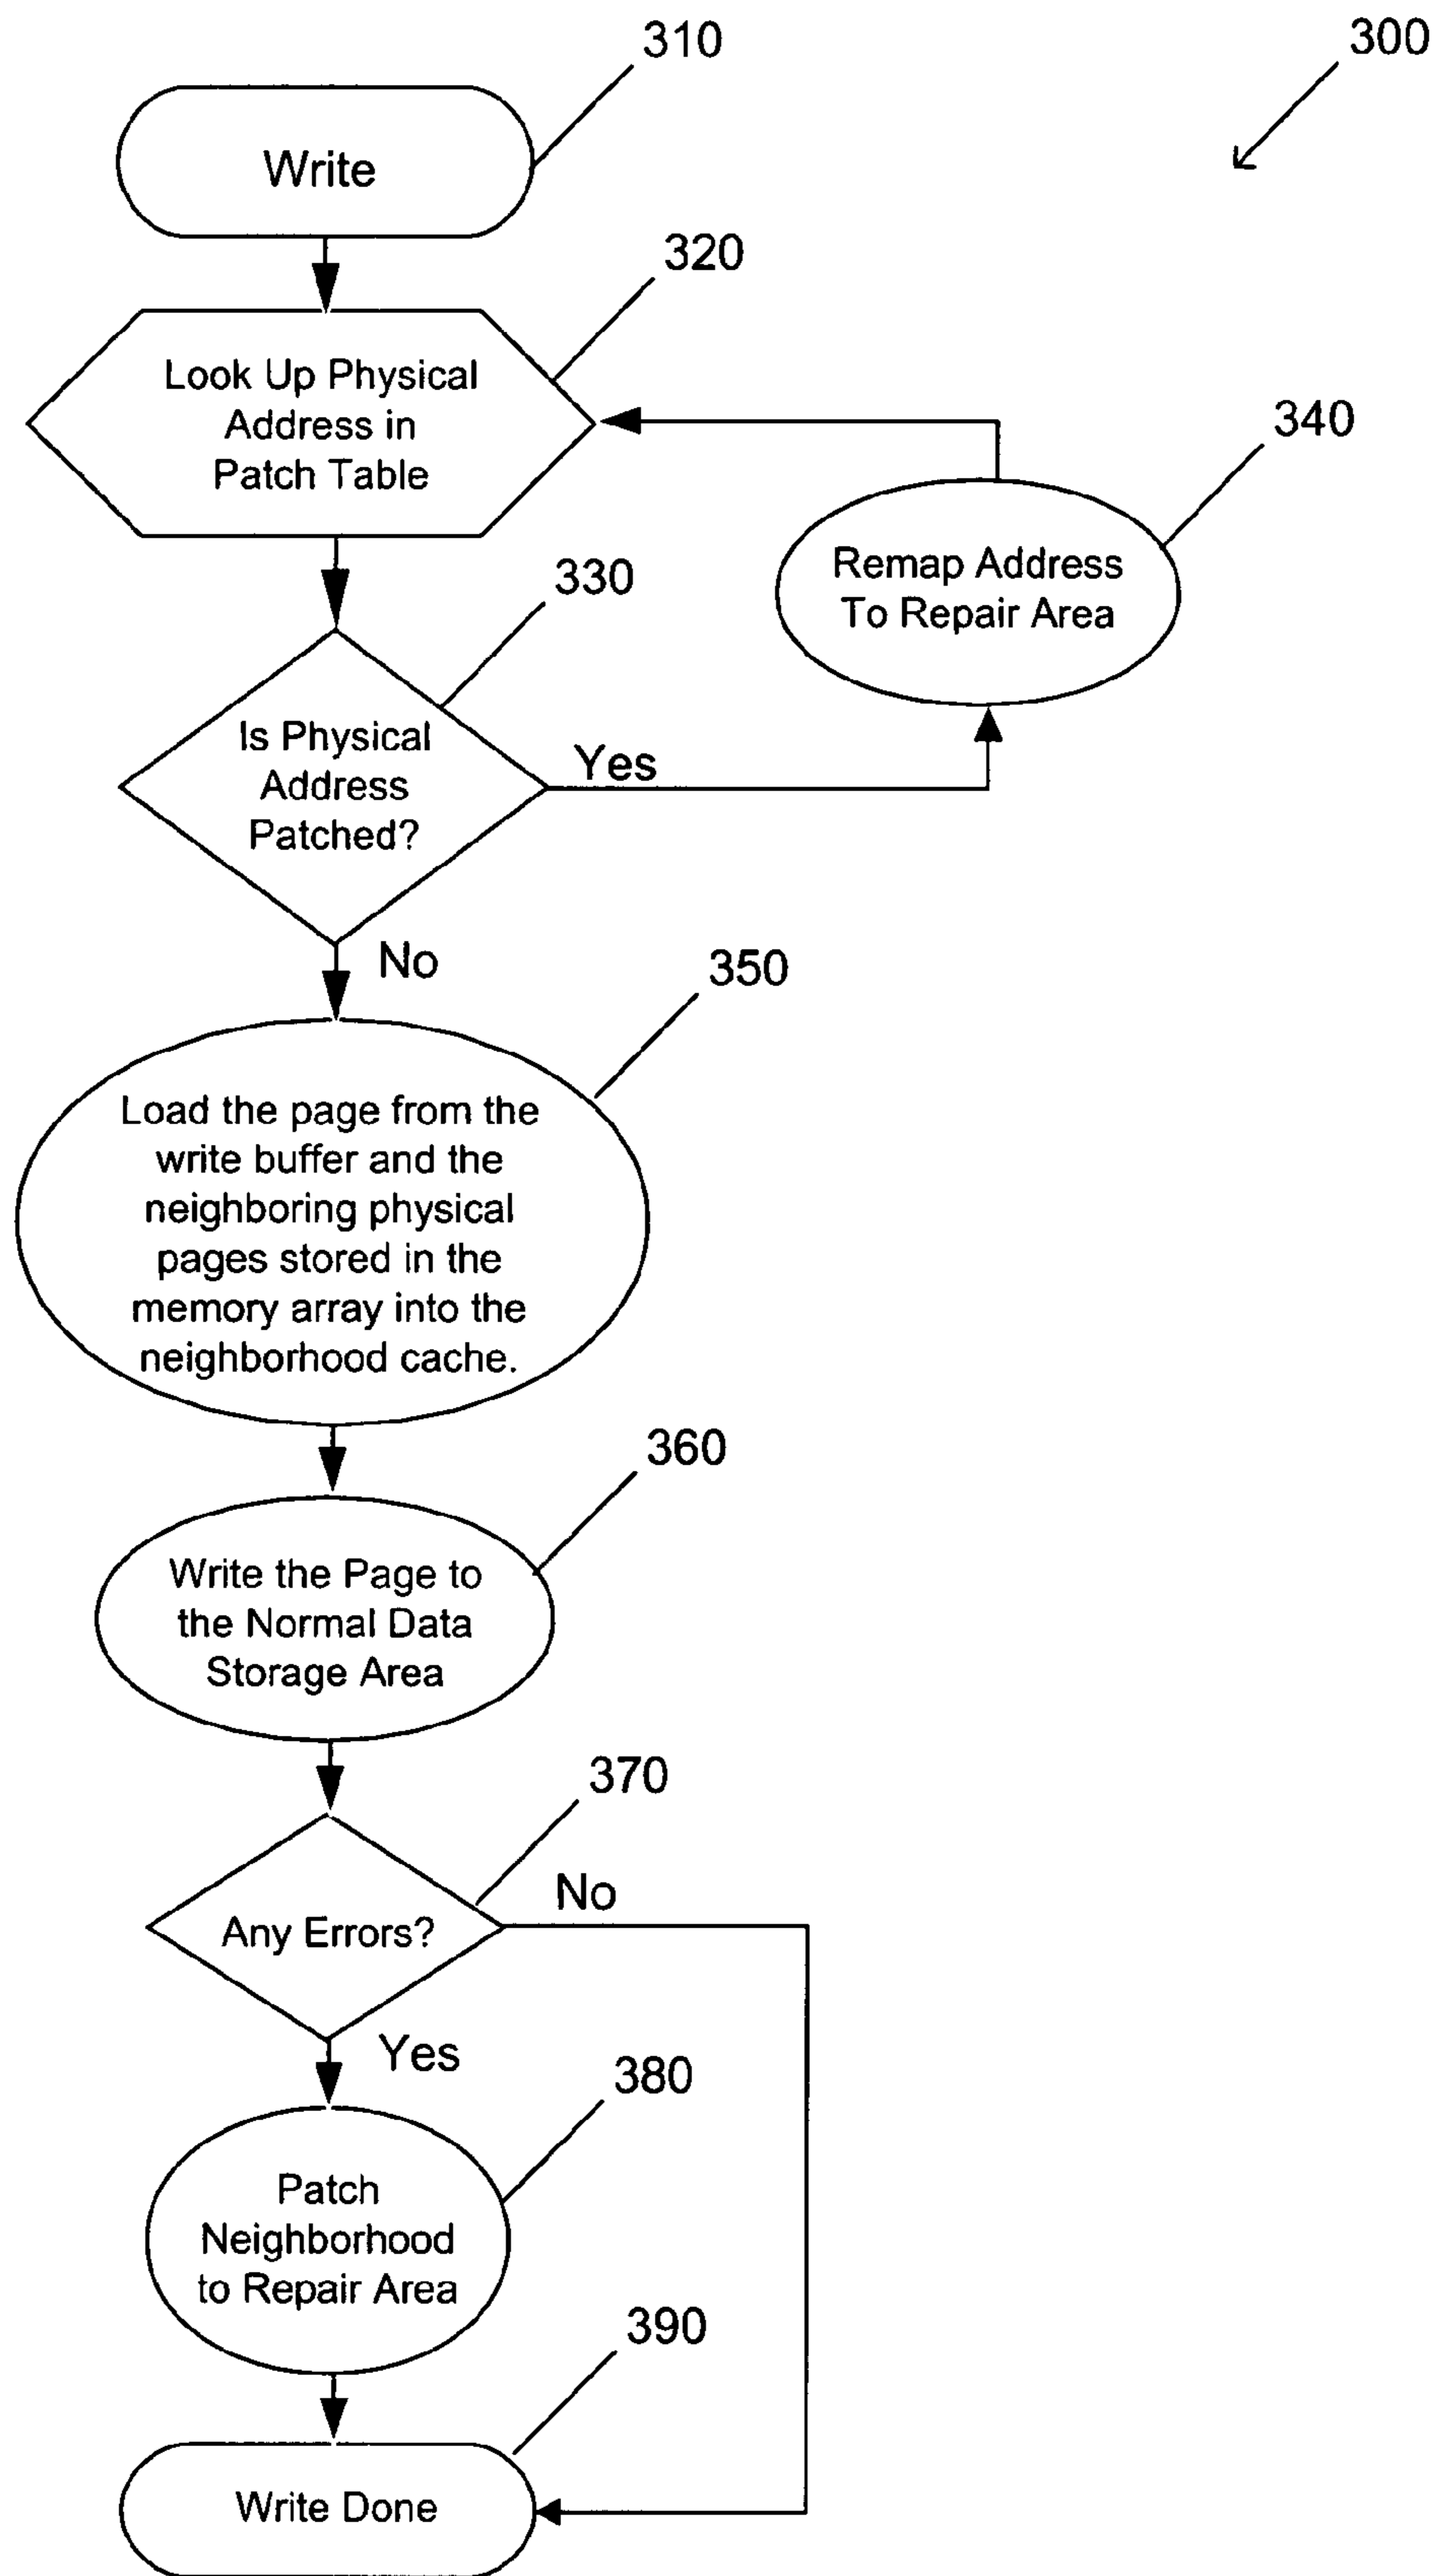 310
300
Write
320
Look Up Physical
Address in
Patch Table
340
Remap Address
To Repair Area
330
Is Physical
Address
Patched?
Yes
No
350
Load the page from the
write buffer and the
neighboring physical
pages stored in the
memory array into the
neighborhood cache.
360
Write the Page to
the Normal Data
Storage Area
370
Any Errors?
No
Yes
380
Patch
Neighborhood
to Repair Area
390
Write Done